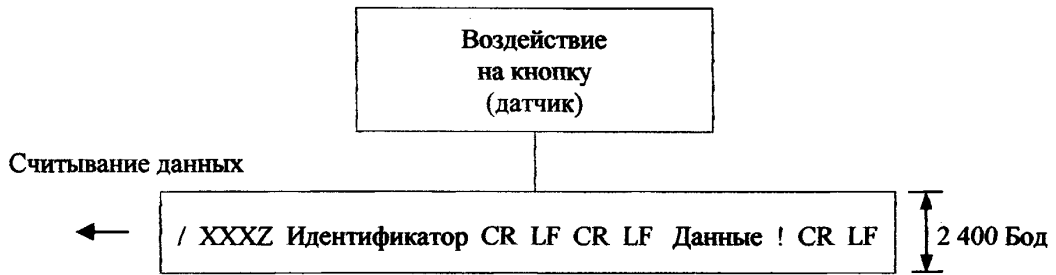 Воздействие
на кнопку
(датчик)
Считывание данных
/ XXXZ Идентификатор CR LF CR LF Данные ! CR LF
2 400 Бод